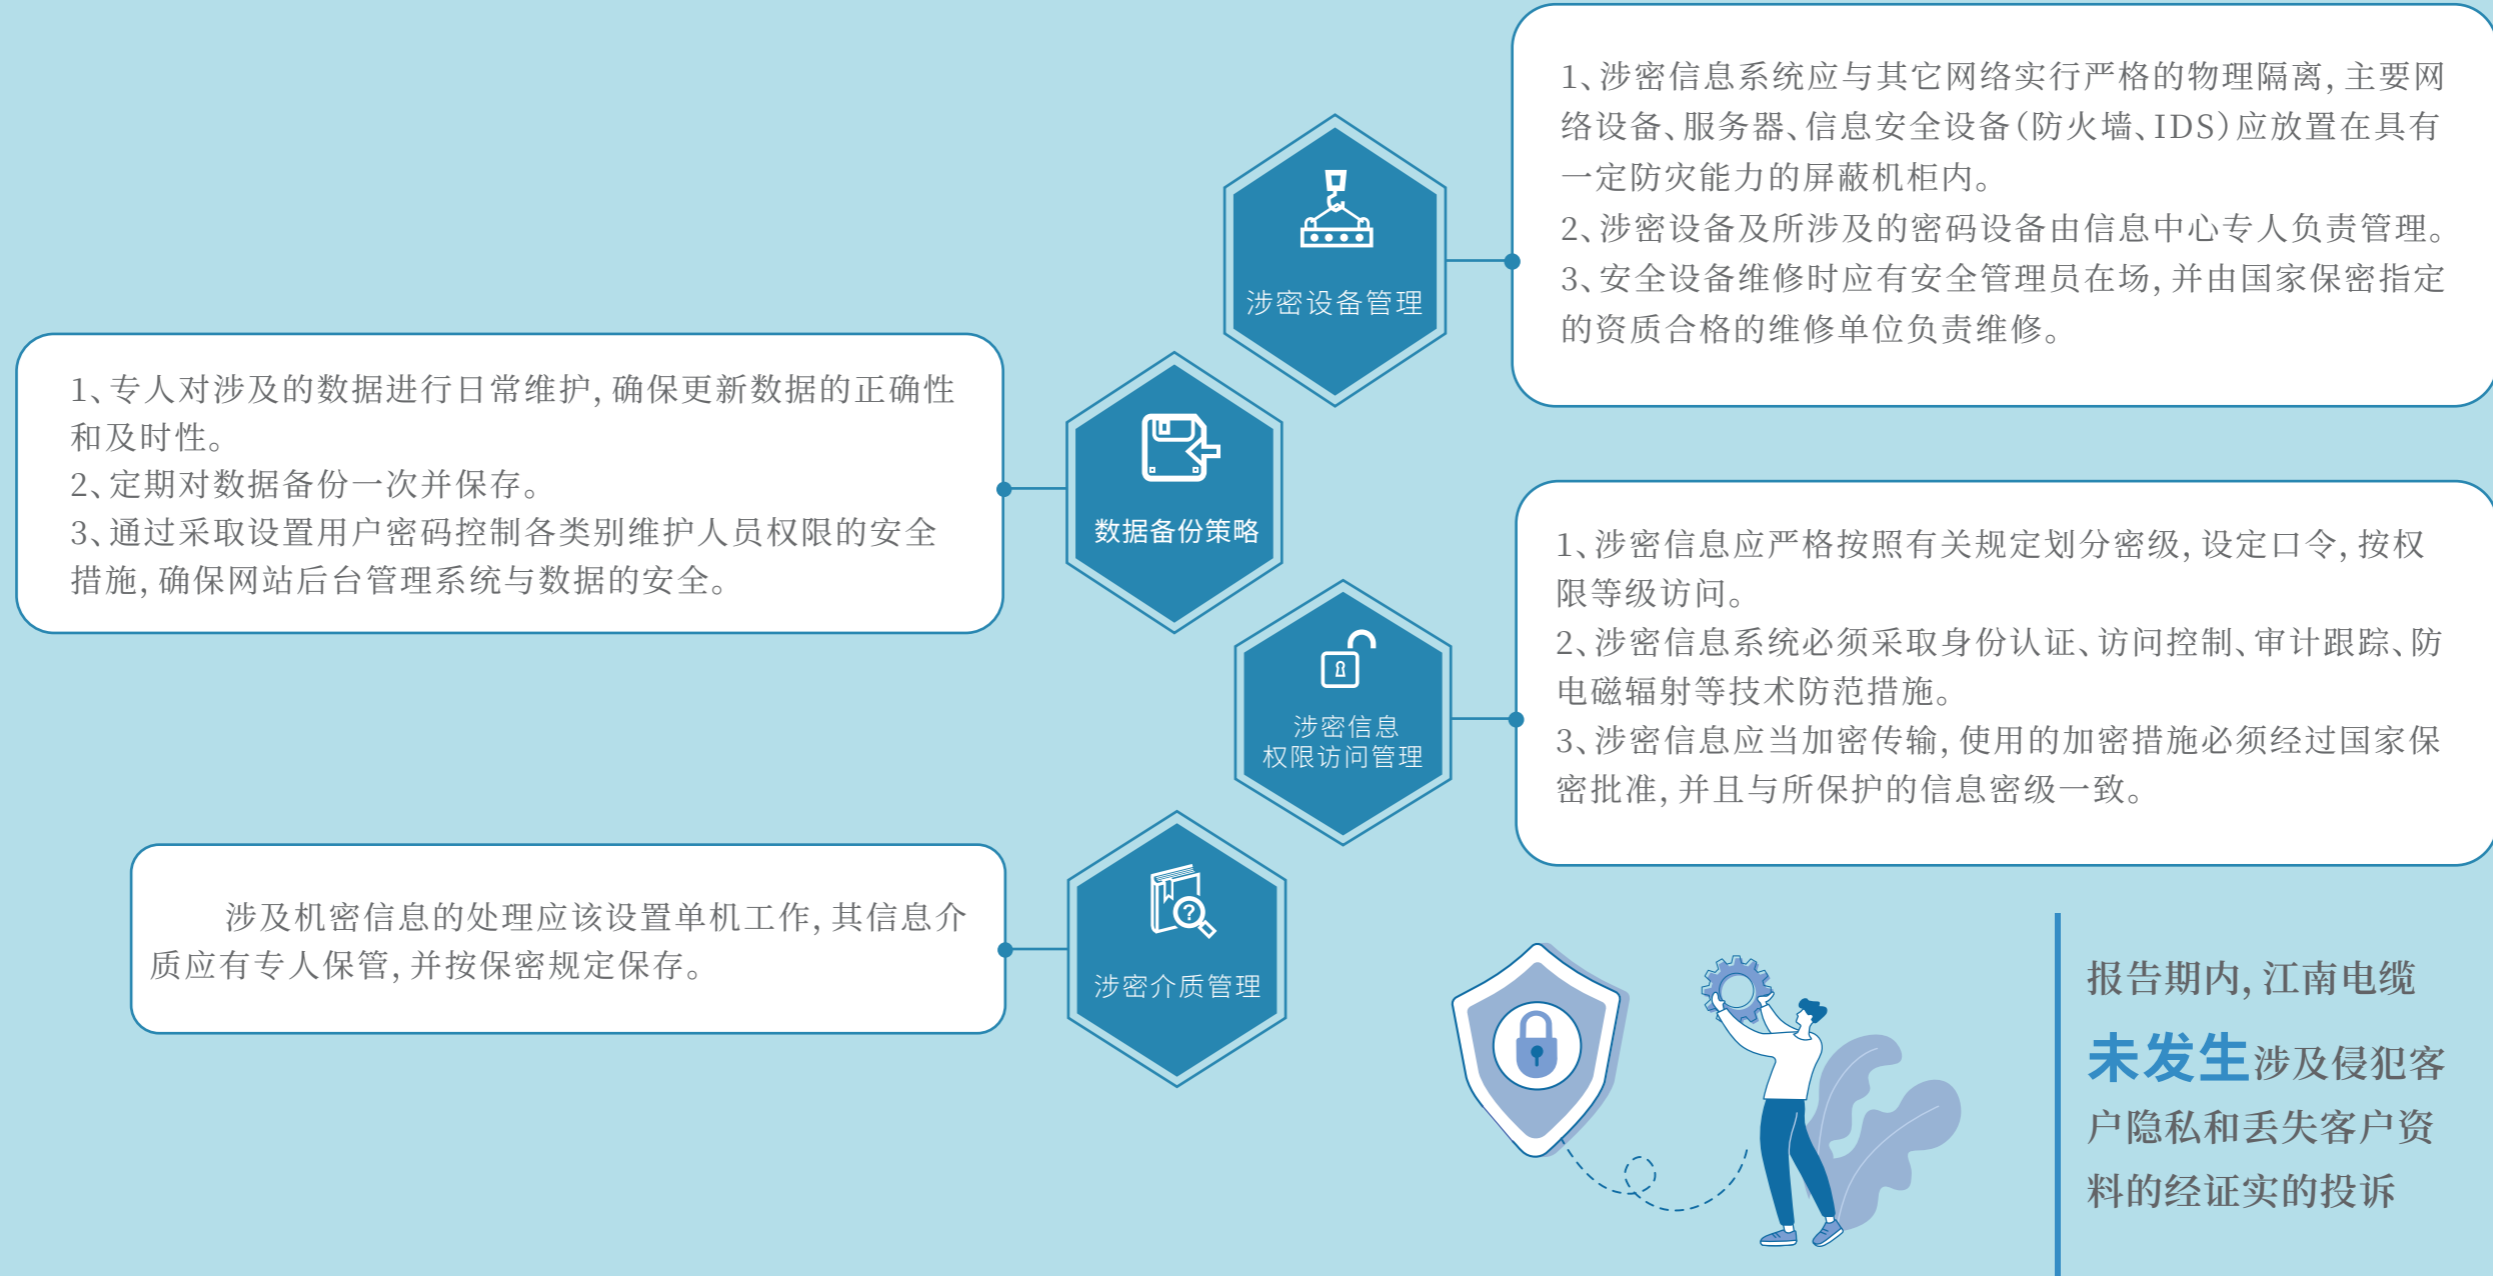 涉密设备管理
1、涉密信息系统应与其它网络实行严格的物理隔离，主要网
络设备、服务器、信息安全设备（防火墙、IDS）应放置在具有
一定防灾能力的屏蔽机柜内。
2、涉密设备及所涉及的密码设备由信息中心专人负责管理。
3、安全设备维修时应有安全管理员在场，并由国家保密指定
的资质合格的维修单位负责维修。
数据备份策略
1、专人对涉及的数据进行日常维护，确保更新数据的正确性
和及时性。
2、定期对数据备份一次并保存。
3、通过采取设置用户密码控制各类别维护人员权限的安全
措施，确保网站后台管理系统与数据的安全。
涉密信息
权限访问管理
1、涉密信息应严格按照有关规定划分密级，设定口令，按权
限等级访问。
2、涉密信息系统必须采取身份认证、访问控制、审计跟踪、防
电磁辐射等技术防范措施。
3、涉密信息应当加密传输，使用的加密措施必须经过国家保
密批准，并且与所保护的信息密级一致。
涉密介质管理
涉及机密信息的处理应该设置单机工作，其信息介
质应有专人保管，并按保密规定保存。
报告期内，江南电缆
未发生涉及侵犯客
户隐私和丢失客户资
料的经证实的投诉